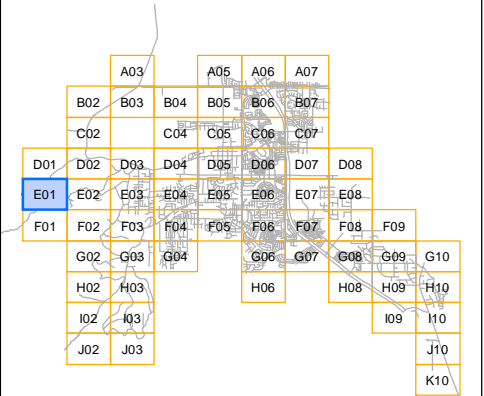 A03 A05 A06 A07
B02 B03 B04 B05 B06 B07
C02 C04 C05 C06 C07
D01 D02 D03 D04 D05 D06 D07 D08
E01 E02 E03 E04 E05 E06 E07 E08
F01 F02 F03 F04 F05 F06 F07 F08 F09
G02 G03 G04 G06 G07 G08 G09 G10
H02 H03 H06 H08 H09 H10
I02 I03 I09 I10
J02 J03 J10
K10